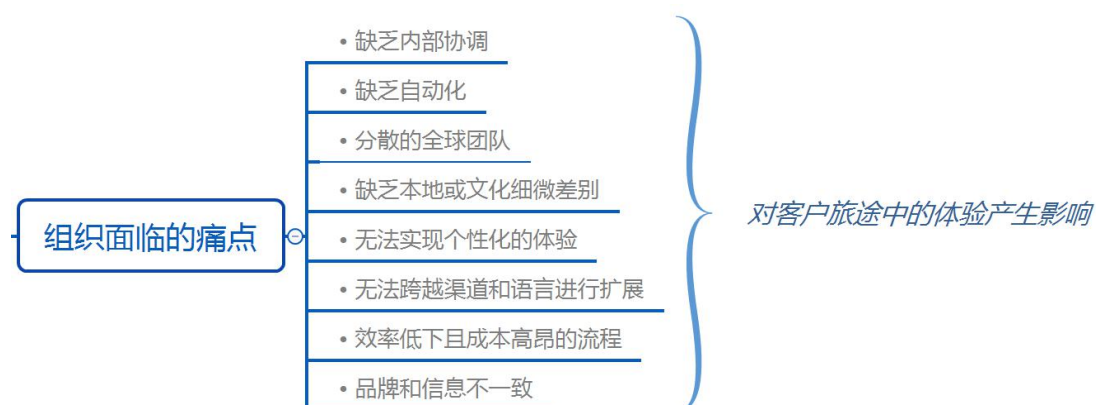 组织面临的痛点
• 缺乏内部协调
• 缺乏自动化
• 分散的全球团队
• 缺乏本地或文化细微差别
• 无法实现个性化的体验
• 无法跨越渠道和语言进行扩展
• 效率低下且成本高昂的流程
• 品牌和信息不一致
对客户旅途中的体验产生影响